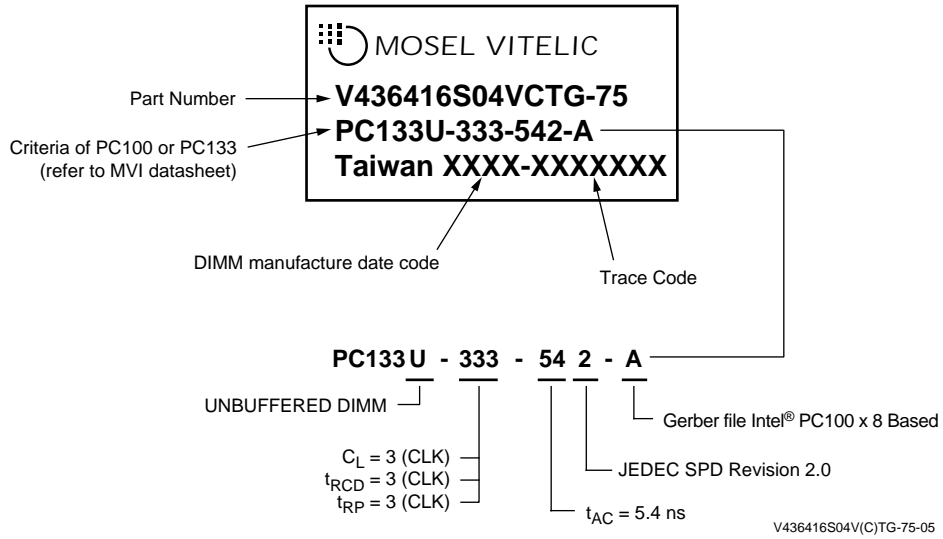 MOSEL VITELIC
Part Number
V436416S04VCTG-75
Criteria of PC100 or PC133
(refer to MVI datasheet)
PC133U-333-542-A
Taiwan XXXX-XXXXXXX
DIMM manufacture date code
Trace Code
PC133 U - 333 - 54 2 - A
UNBUFFERED DIMM
Gerber file Intel® PC100 x 8 Based
CL = 3 (CLK)
tRCD = 3 (CLK)
tRP = 3 (CLK)
JEDEC SPD Revision 2.0
tAC = 5.4 ns
V436416S04V(C)TG-75-05